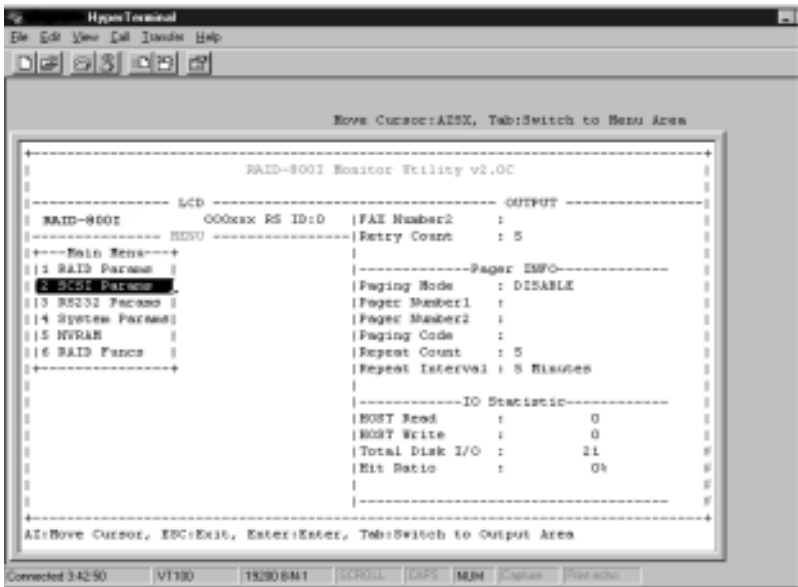 HyperTerminal
File Edit View Call Transfer Help
Move Cursor:AZSX, Tab:Switch to Menu Area
RAID-800I Monitor Utility v2.0C
LCD
OUTPUT
RAID-800I 000xxx RS ID:0
FAX Number2 :
MENU
Retry Count : 5
Main Menu
1 RAID Params
Pager INFO
2 SCSI Params
Paging Mode : DISABLE
3 RS232 Params
Pager Number1 :
4 System Params
Pager Number2 :
5 NVRAM
Paging Code :
6 RAID Funcs
Repeat Count : 5
Repeat Interval : 5 Minutes
IO Statistic
HOST Read : 0
HOST Write : 0
Total Disk I/O : 21
Hit Ratio : 0%
AZ:Move Cursor, ESC:Exit, Enter:Enter, Tab:Switch to Output Area
Connected 3:42:50 VT100 19200 8-N-1 SCROLL CAPS NUM Capture Print echo